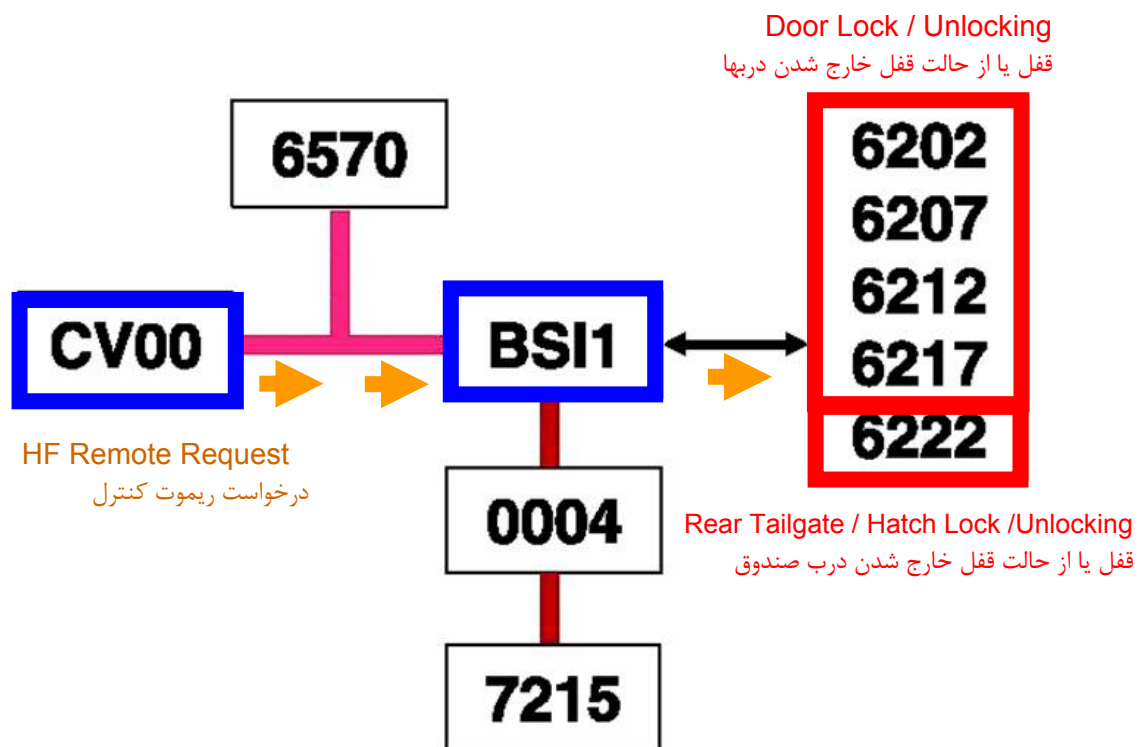 Door Lock / Unlocking
قفل یا از حالت قفل خارج شدن دربها
6570
6202
6207
6212
6217
6222
CV00
BSI1
HF Remote Request
درخواست ریموت کنترل
0004
Rear Tailgate / Hatch Lock /Unlocking
قفل یا از حالت قفل خارج شدن درب صندوق
7215